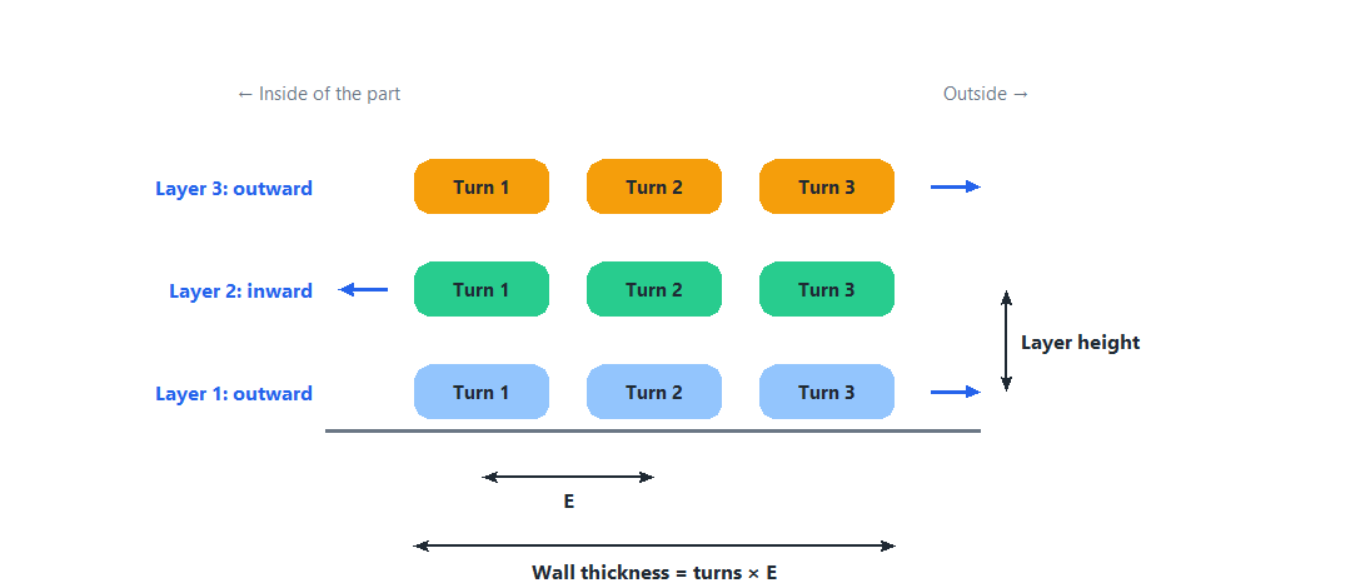 ← Inside of the part
Outside →
Layer 3: outward
Turn 1
Turn 2
Turn 3
Layer 2: inward
Turn 1
Turn 2
Turn 3
Layer height
Layer 1: outward
Turn 1
Turn 2
Turn 3
E
Wall thickness = turns × E